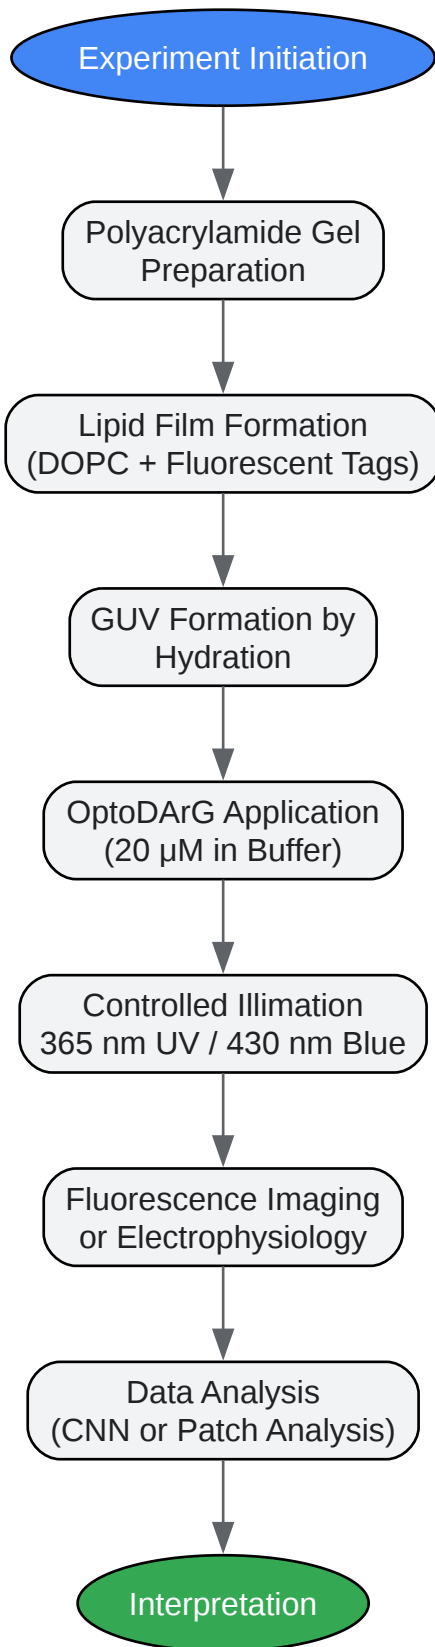 Experiment Initiation
Polyacrylamide Gel
Preparation
Lipid Film Formation
(DOPC + Fluorescent Tags)
GUV Formation by
Hydration
OptoDArG Application
(20 μM in Buffer)
Controlled Illimation
365 nm UV / 430 nm Blue
Fluorescence Imaging
or Electrophysiology
Data Analysis
(CNN or Patch Analysis)
Interpretation